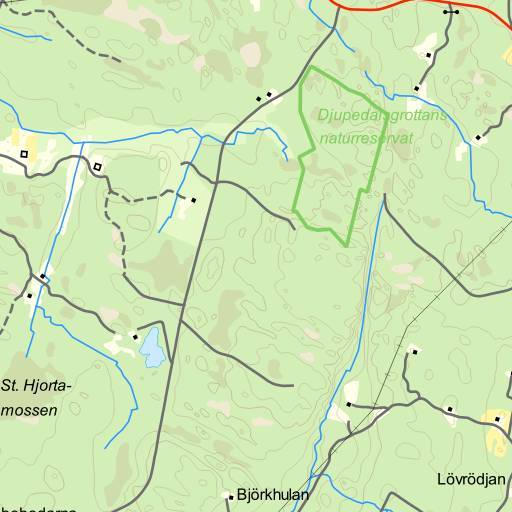 Djupedalsgrottans
naturreservat
St. Hjorta-
mossen
Lövrödjan
Björkhulan